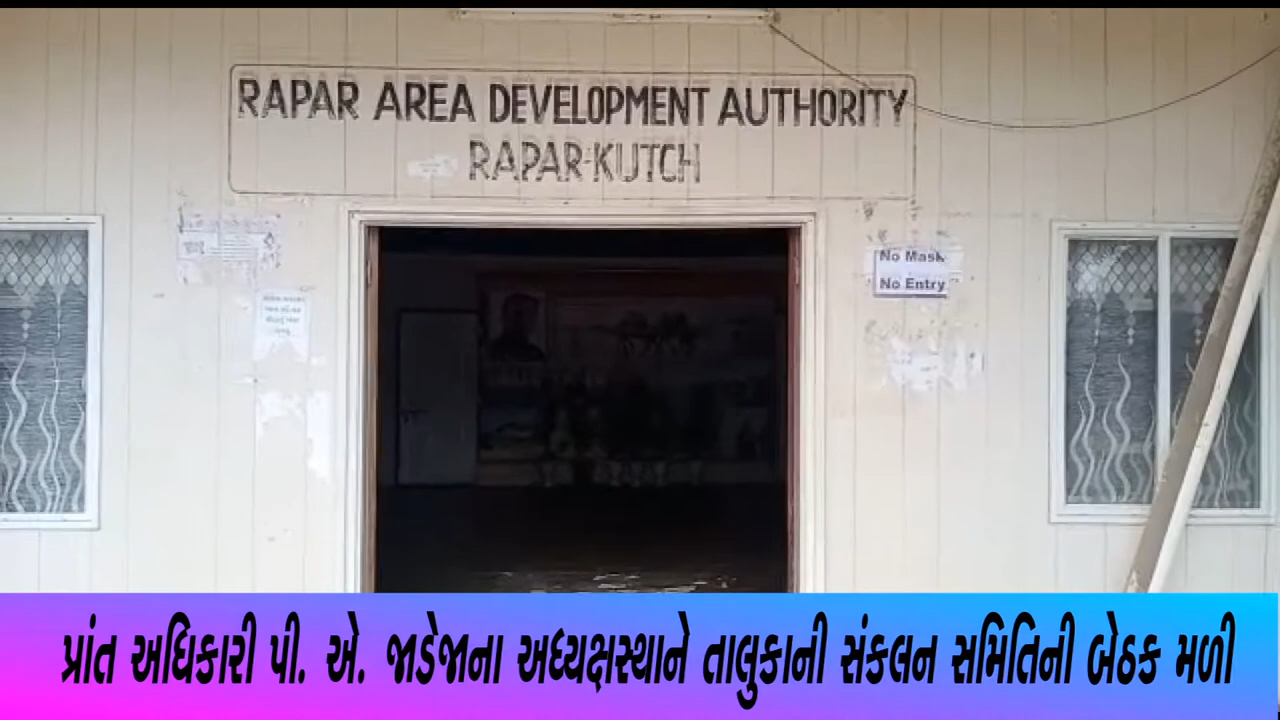 RAPAR AREA DEVELOPMENT AUTHORITY
RAPAR-KUTCH
No Mask
No Entry
પ્રાંત અધિકારી પી. એ. જાડેજાના અધ્યક્ષસ્થાને તાલુકાની સંકલન સમિતિની બેઠક મળી